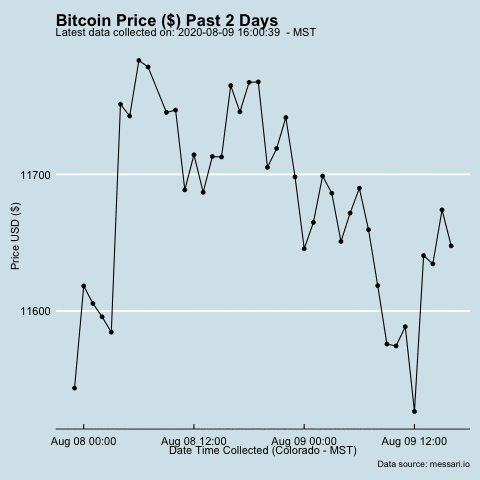 Bitcoin Price ($) Past 2 Days
Latest data collected on: 2020-08-09 16:00:39  - MST
11700
Price USD ($)
11600
Aug 08 00:00 Aug 08 12:00 Aug 09 00:00 Aug 09 12:00
Date Time Collected (Colorado - MST)
Data source: messari.io